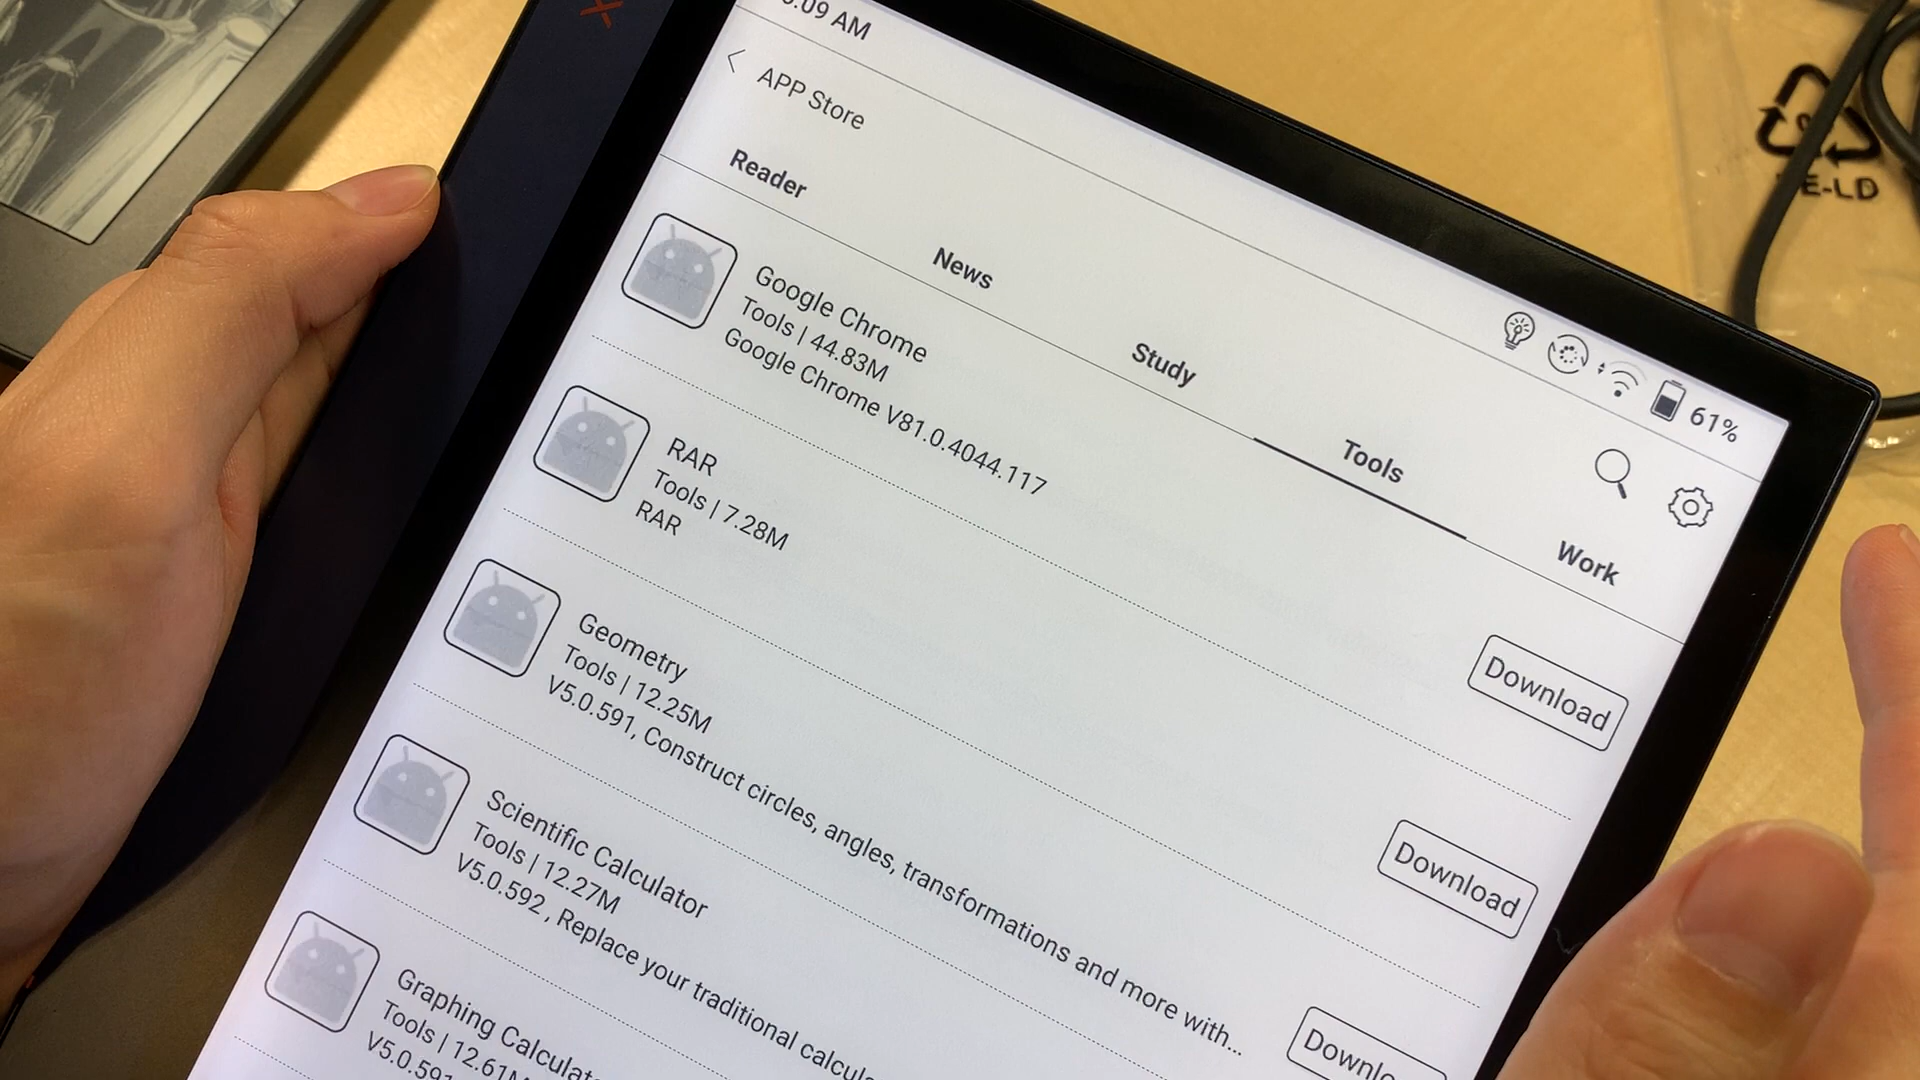 :09 AM
61%
APP Store
Reader
News
Study
Tools
Work
Google Chrome
Tools | 44.83M
Google Chrome V81.0.4044.117
Download
RAR
Tools | 7.28M
RAR
Download
Geometry
Tools | 12.25M
V5.0.591, Construct circles, angles, transformations and more with...
Downlo
Scientific Calculator
Tools | 12.27M
V5.0.592 , Replace your traditional calcu
Graphing Calculat
Tools | 12.61M
V5.0.591
E-LD